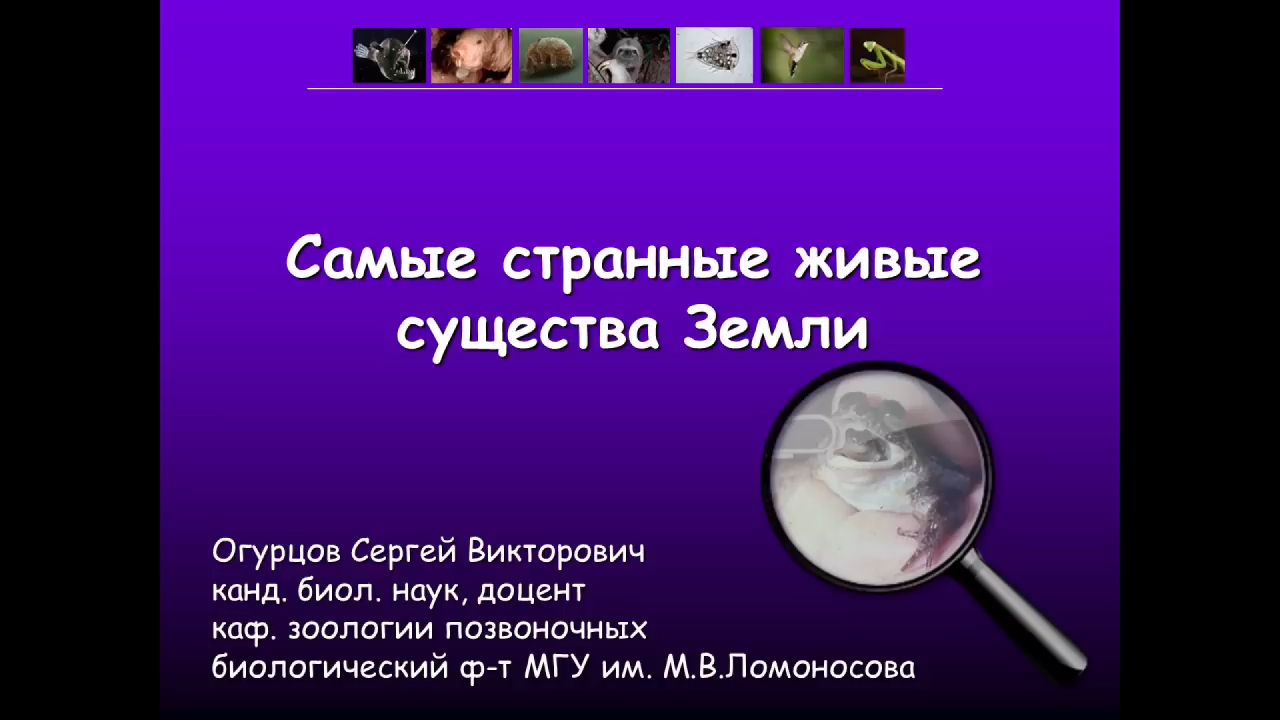 Самые странные живые
существа Земли
Огурцов Сергей Викторович
канд. биол. наук, доцент
каф. зоологии позвоночных
биологический ф-т МГУ им. М.В.Ломоносова